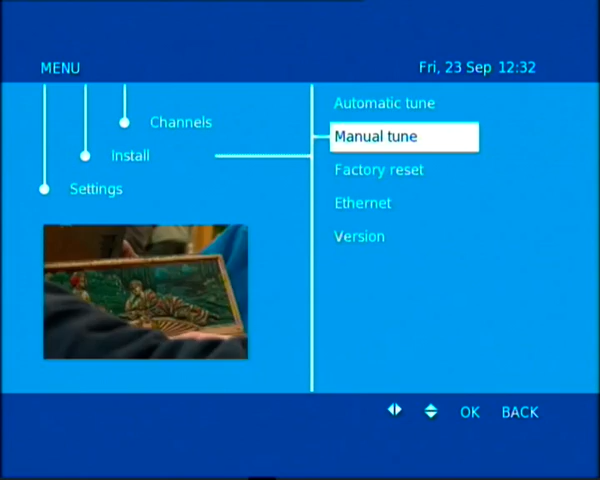 MENU
Fri, 23 Sep 12:32
Channels
Install
Settings
Automatic tune
Manual tune
Factory reset
Ethernet
Version
OK BACK